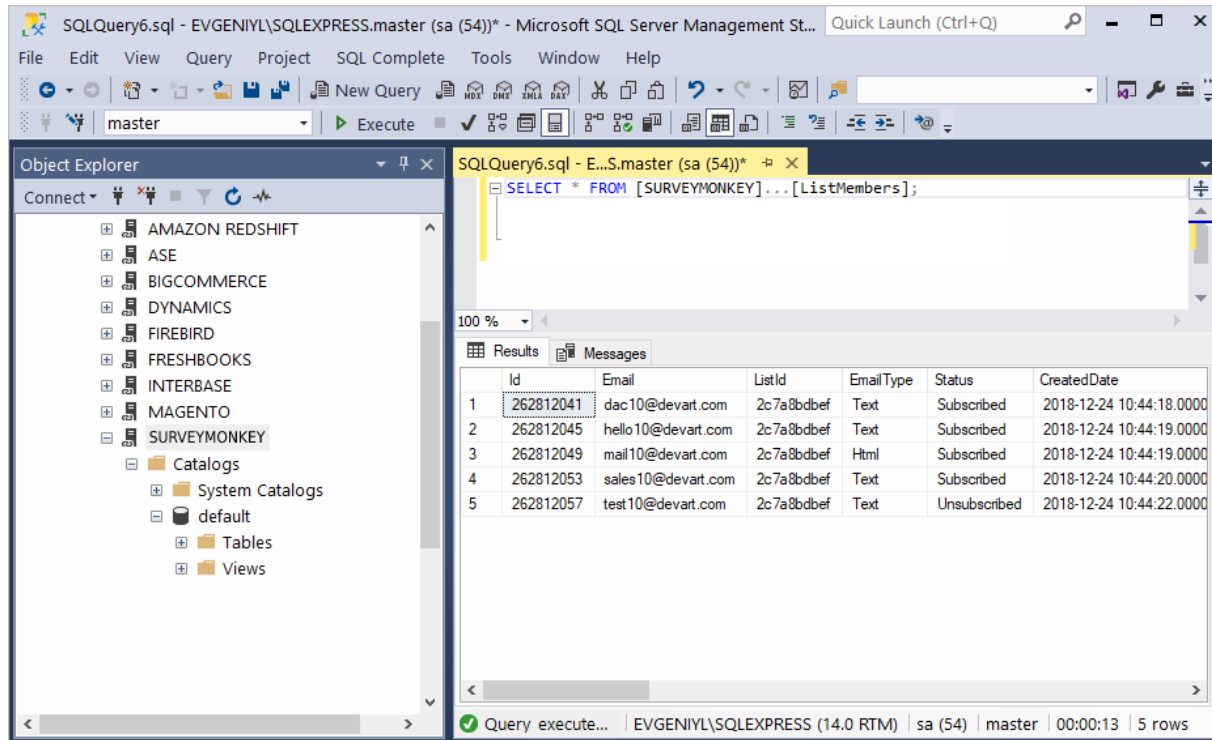 SQLQuery6.sql - EVGENIYL\SQLEXPRESS.master (sa (54))* - Microsoft SQL Server Management St... Quick Launch (Ctrl+Q)
File Edit View Query Project SQL Complete Tools Window Help
New Query MDX DMX XMLA DAX
master Execute
Object Explorer
Connect
AMAZON REDSHIFT
ASE
BIGCOMMERCE
DYNAMICS
FIREBIRD
FRESHBOOKS
INTERBASE
MAGENTO
SURVEYMONKEY
Catalogs
System Catalogs
default
Tables
Views
SQLQuery6.sql - E...S.master (sa (54))*
SELECT * FROM [SURVEYMONKEY]...[ListMembers];
100 %
Results Messages
Id Email ListId EmailType Status CreatedDate
1 262812041 dac10@devart.com 2c7a8bdbef Text Subscribed 2018-12-24 10:44:18.0000
2 262812045 hello10@devart.com 2c7a8bdbef Text Subscribed 2018-12-24 10:44:19.0000
3 262812049 mail10@devart.com 2c7a8bdbef Html Subscribed 2018-12-24 10:44:19.0000
4 262812053 sales10@devart.com 2c7a8bdbef Text Subscribed 2018-12-24 10:44:20.0000
5 262812057 test10@devart.com 2c7a8bdbef Text Unsubscribed 2018-12-24 10:44:22.0000
Query execute... EVGENIYL\SQLEXPRESS (14.0 RTM) sa (54) master 00:00:13 5 rows